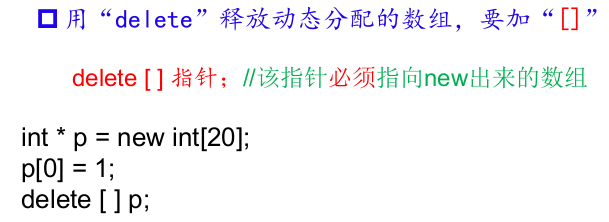 用“delete”释放动态分配的数组，要加“[]”
delete [ ] 指针；//该指针必须指向new出来的数组
int * p = new int[20];
p[0] = 1;
delete [ ] p;